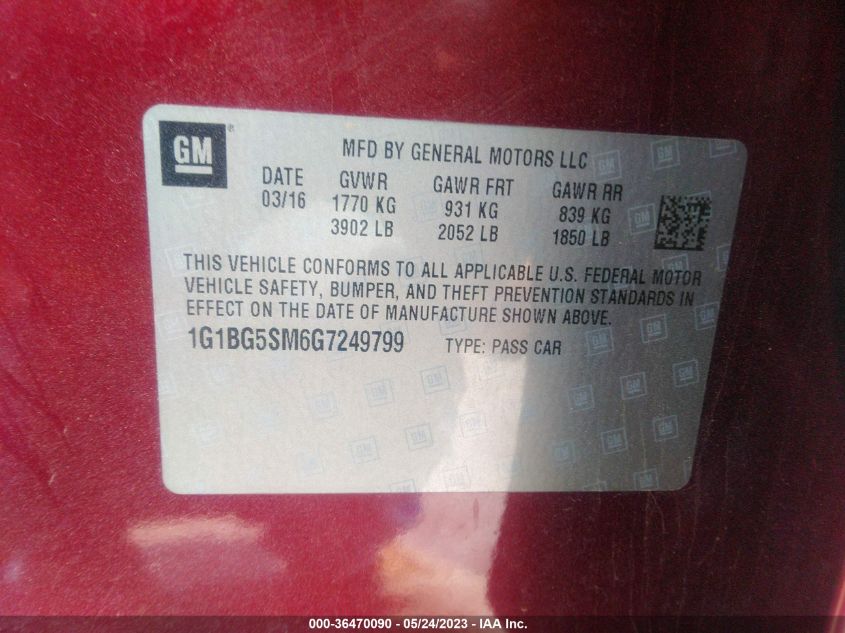 GM®
MFD BY GENERAL MOTORS LLC
DATE GVWR GAWR FRT GAWR RR
03/16 1770 KG 931 KG 839 KG
3902 LB 2052 LB 1850 LB
THIS VEHICLE CONFORMS TO ALL APPLICABLE U.S. FEDERAL MOTOR
VEHICLE SAFETY, BUMPER, AND THEFT PREVENTION STANDARDS IN
EFFECT ON THE DATE OF MANUFACTURE SHOWN ABOVE.
1G1BG5SM6G7249799 TYPE: PASS CAR
000-36470090 - 05/24/2023 - IAA Inc.